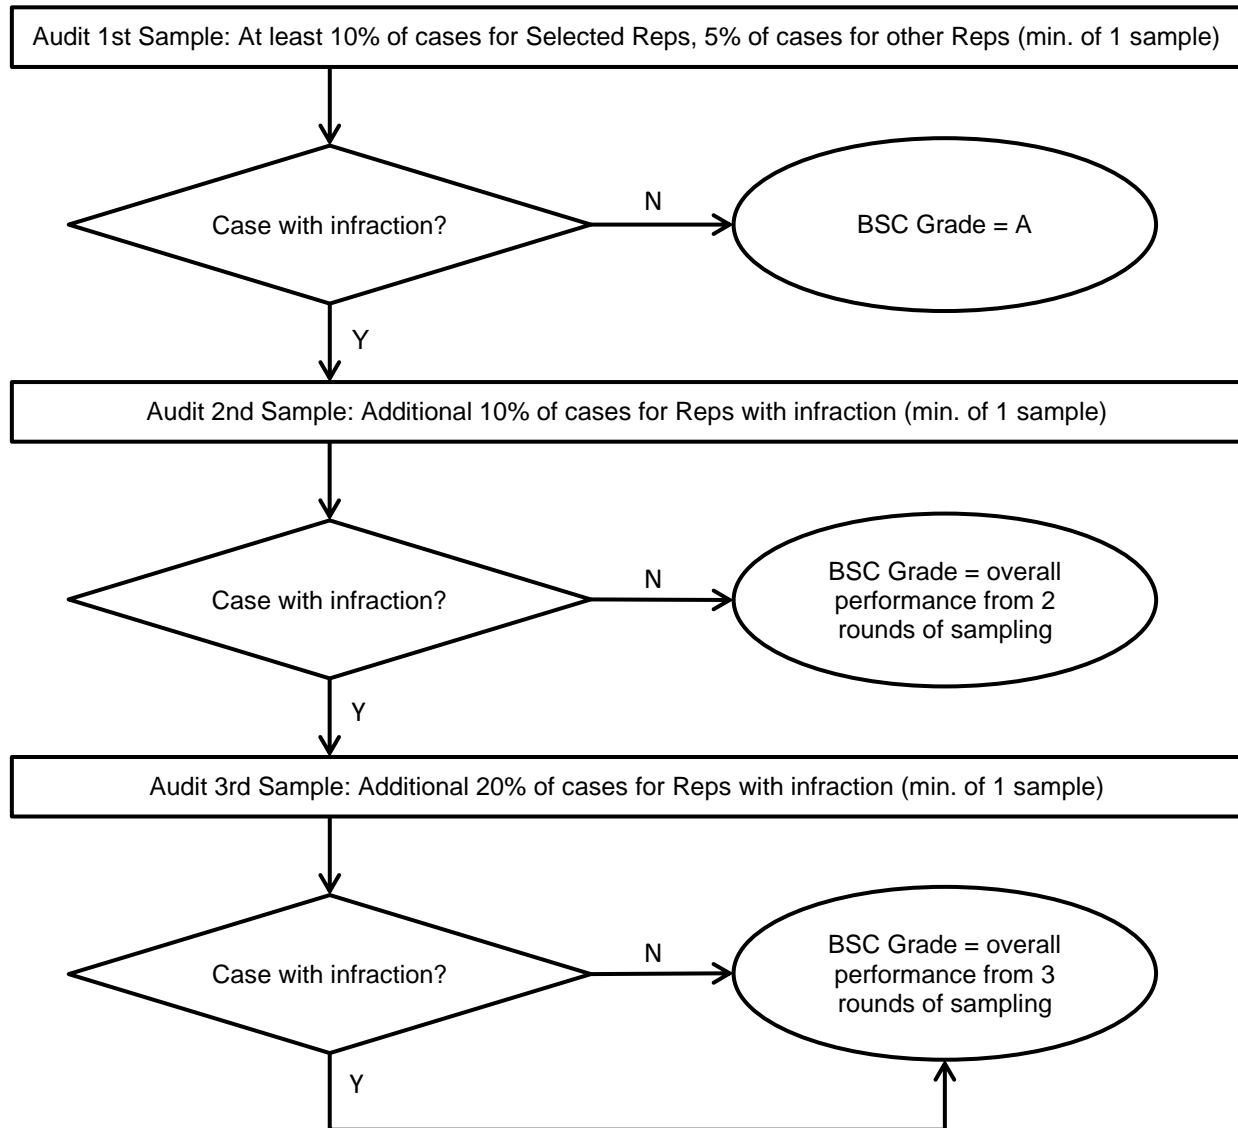 Audit 1st Sample: At least 10% of cases for Selected Reps, 5% of cases for other Reps (min. of 1 sample)
Case with infraction?
N
BSC Grade = A
Y
Audit 2nd Sample: Additional 10% of cases for Reps with infraction (min. of 1 sample)
Case with infraction?
N
BSC Grade = overall
performance from 2
rounds of sampling
Y
Audit 3rd Sample: Additional 20% of cases for Reps with infraction (min. of 1 sample)
Case with infraction?
N
BSC Grade = overall
performance from 3
rounds of sampling
Y